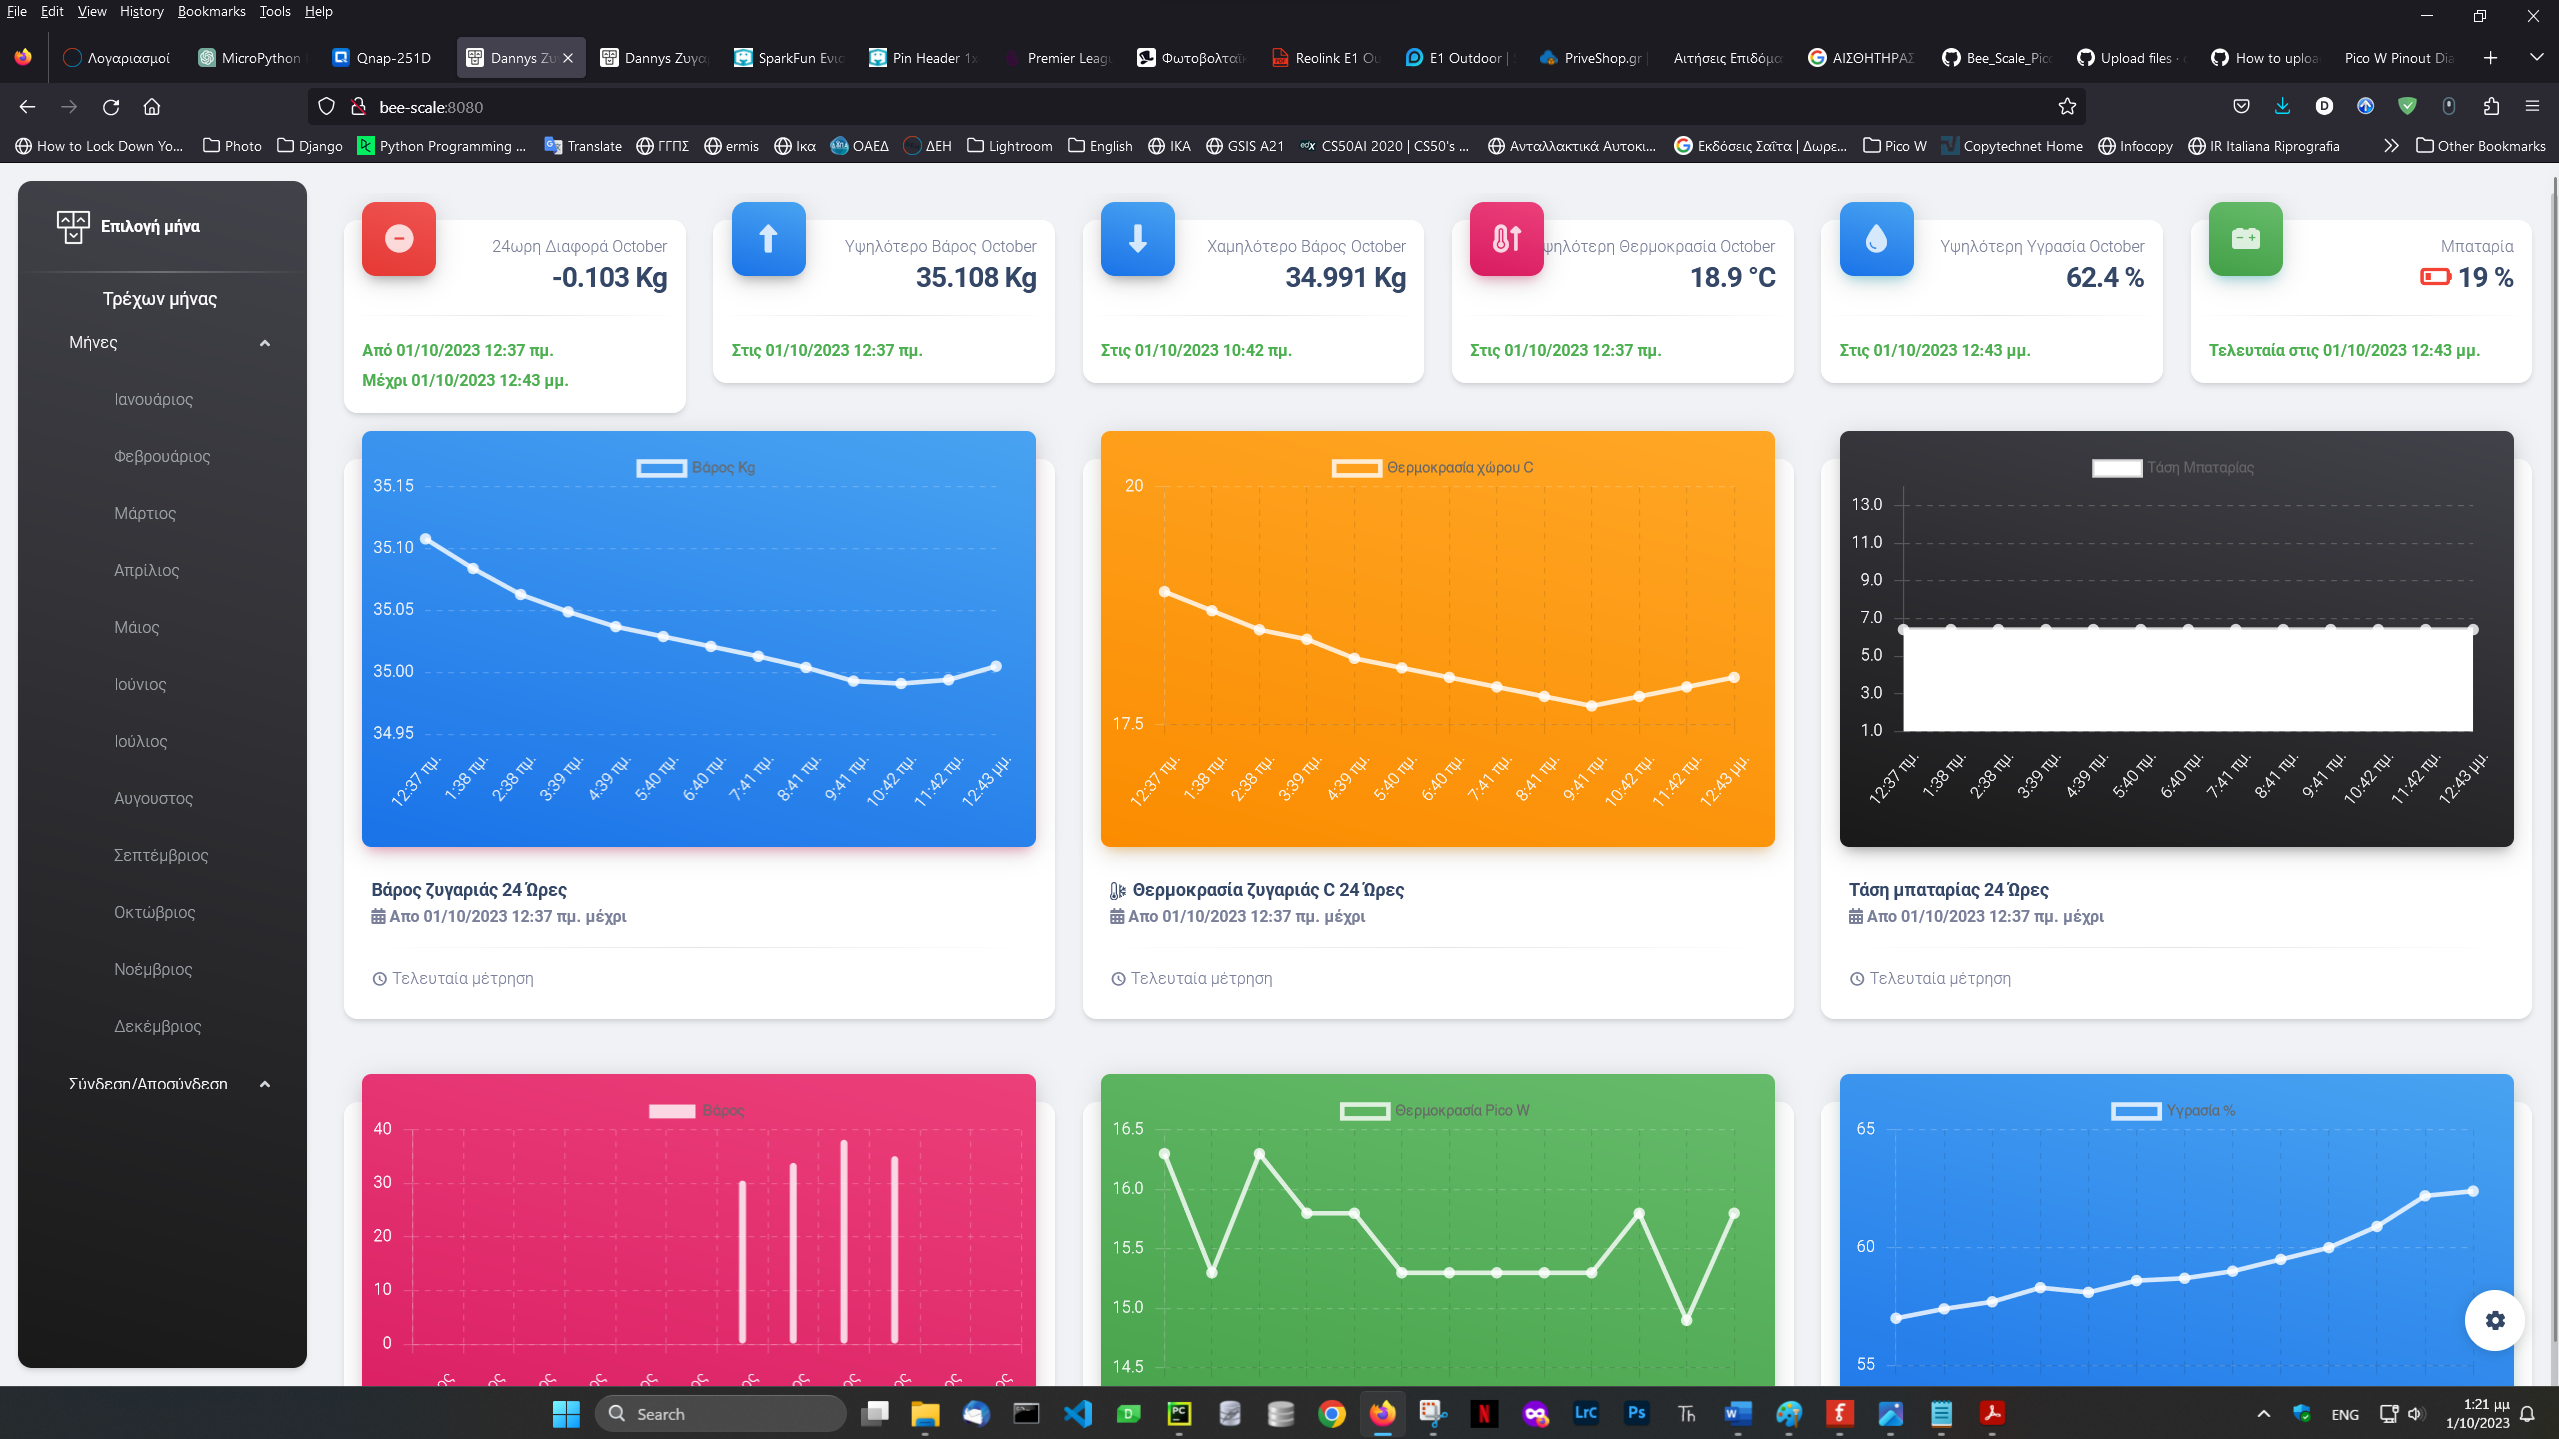 File Edit View History Bookmarks Tools Help
Λογαριασμοί
MicroPython
Qnap-251D
Dannys Ζυ
Dannys Ζυγα
SparkFun Ενισ
Pin Header 1x
Premier Leagu
Φωτοβολταϊκ
Reolink E1 Ou
E1 Outdoor |
PriveShop.gr |
Αιτήσεις Επιδόμα
ΑΙΣΘΗΤΗΡΑΣ
Bee_Scale_Pico
Upload files ·
How to uploa
Pico W Pinout Dia
bee-scale:8080
How to Lock Down Yo...
Photo
Django
Python Programming ...
Translate
ΓΓΠΣ
ermis
Ικα
ΟΑΕΔ
ΔΕΗ
Lightroom
English
IKA
GSIS A21
CS50AI 2020 | CS50's ...
Ανταλλακτικά Αυτοκι...
Εκδόσεις Σαΐτα | Δωρε...
Pico W
Copytechnet Home
Infocopy
IR Italiana Riprografia
Other Bookmarks
Επιλογή μήνα
Τρέχων μήνας
Μήνες
Ιανουάριος
Φεβρουάριος
Μάρτιος
Απρίλιος
Μάιος
Ιούνιος
Ιούλιος
Αυγουστος
Σεπτέμβριος
Οκτώβριος
Νοέμβριος
Δεκέμβριος
Σύνδεση/Αποσύνδεση
24ωρη Διαφορά October
-0.103 Kg
Από 01/10/2023 12:37 πμ.
Μέχρι 01/10/2023 12:43 μμ.
Υψηλότερο Βάρος October
35.108 Kg
Στις 01/10/2023 12:37 πμ.
Χαμηλότερο Βάρος October
34.991 Kg
Στις 01/10/2023 10:42 πμ.
ψηλότερη Θερμοκρασία October
18.9 °C
Στις 01/10/2023 12:37 πμ.
Υψηλότερη Υγρασία October
62.4 %
Στις 01/10/2023 12:43 μμ.
Μπαταρία
19 %
Τελευταία στις 01/10/2023 12:43 μμ.
Βάρος Kg
35.15
35.10
35.05
35.00
34.95
12:37 πμ. 1:38 πμ. 2:38 πμ. 3:39 πμ. 4:39 πμ. 5:40 πμ. 6:40 πμ. 7:41 πμ. 8:41 πμ. 9:41 πμ. 10:42 πμ. 11:42 πμ. 12:43 μμ.
Βάρος ζυγαριάς 24 Ώρες
Απο 01/10/2023 12:37 πμ. μέχρι
Τελευταία μέτρηση
Θερμοκρασία χώρου C
20
17.5
12:37 πμ. 1:38 πμ. 2:38 πμ. 3:39 πμ. 4:39 πμ. 5:40 πμ. 6:40 πμ. 7:41 πμ. 8:41 πμ. 9:41 πμ. 10:42 πμ. 11:42 πμ. 12:43 μμ.
Θερμοκρασία ζυγαριάς C 24 Ώρες
Απο 01/10/2023 12:37 πμ. μέχρι
Τελευταία μέτρηση
Τάση Μπαταρίας
13.0
11.0
9.0
7.0
5.0
3.0
1.0
12:37 πμ. 1:38 πμ. 2:38 πμ. 3:39 πμ. 4:39 πμ. 5:40 πμ. 6:40 πμ. 7:41 πμ. 8:41 πμ. 9:41 πμ. 10:42 πμ. 11:42 πμ. 12:43 μμ.
Τάση μπαταρίας 24 Ώρες
Απο 01/10/2023 12:37 πμ. μέχρι
Τελευταία μέτρηση
Βάρος
40
30
20
10
0
Θερμοκρασία Pico W
16.5
16.0
15.5
15.0
14.5
Υγρασία %
65
60
55
Search
ENG
1:21 μμ
1/10/2023